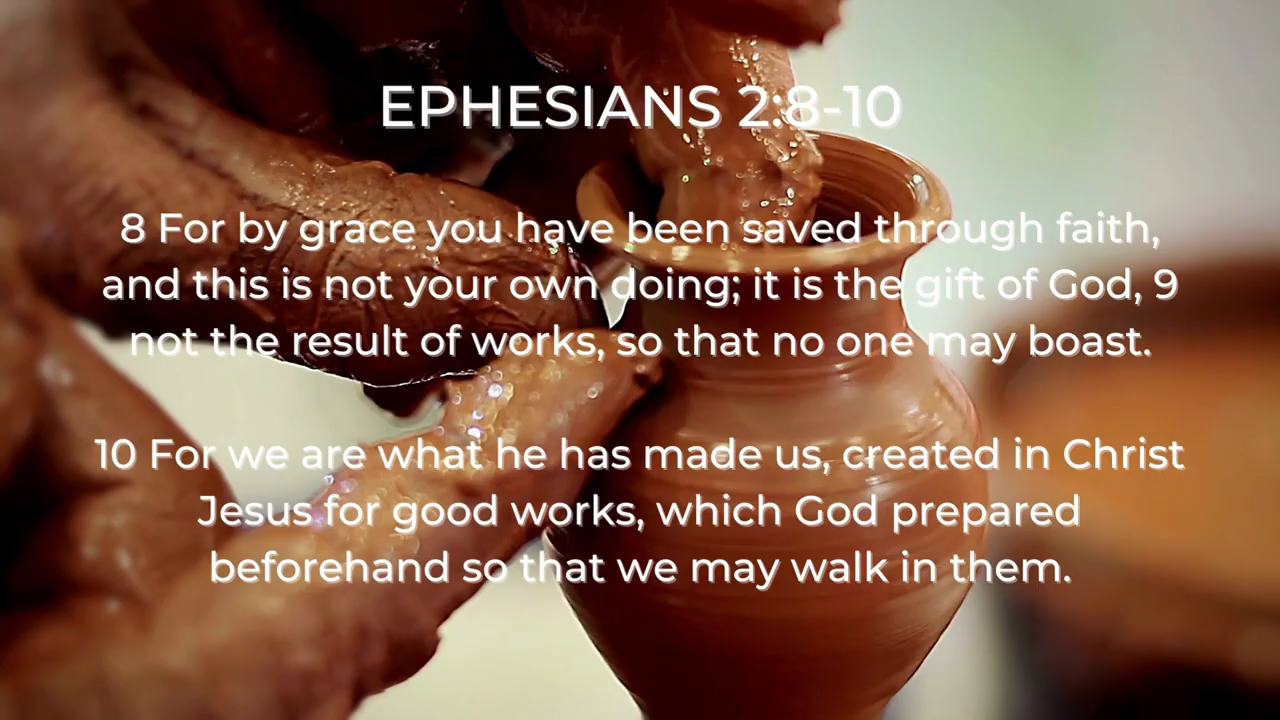 EPHESIANS 2:8-10
8 For by grace you have been saved through faith,
and this is not your own doing; it is the gift of God, 9
not the result of works, so that no one may boast.
10 For we are what he has made us, created in Christ
Jesus for good works, which God prepared
beforehand so that we may walk in them.